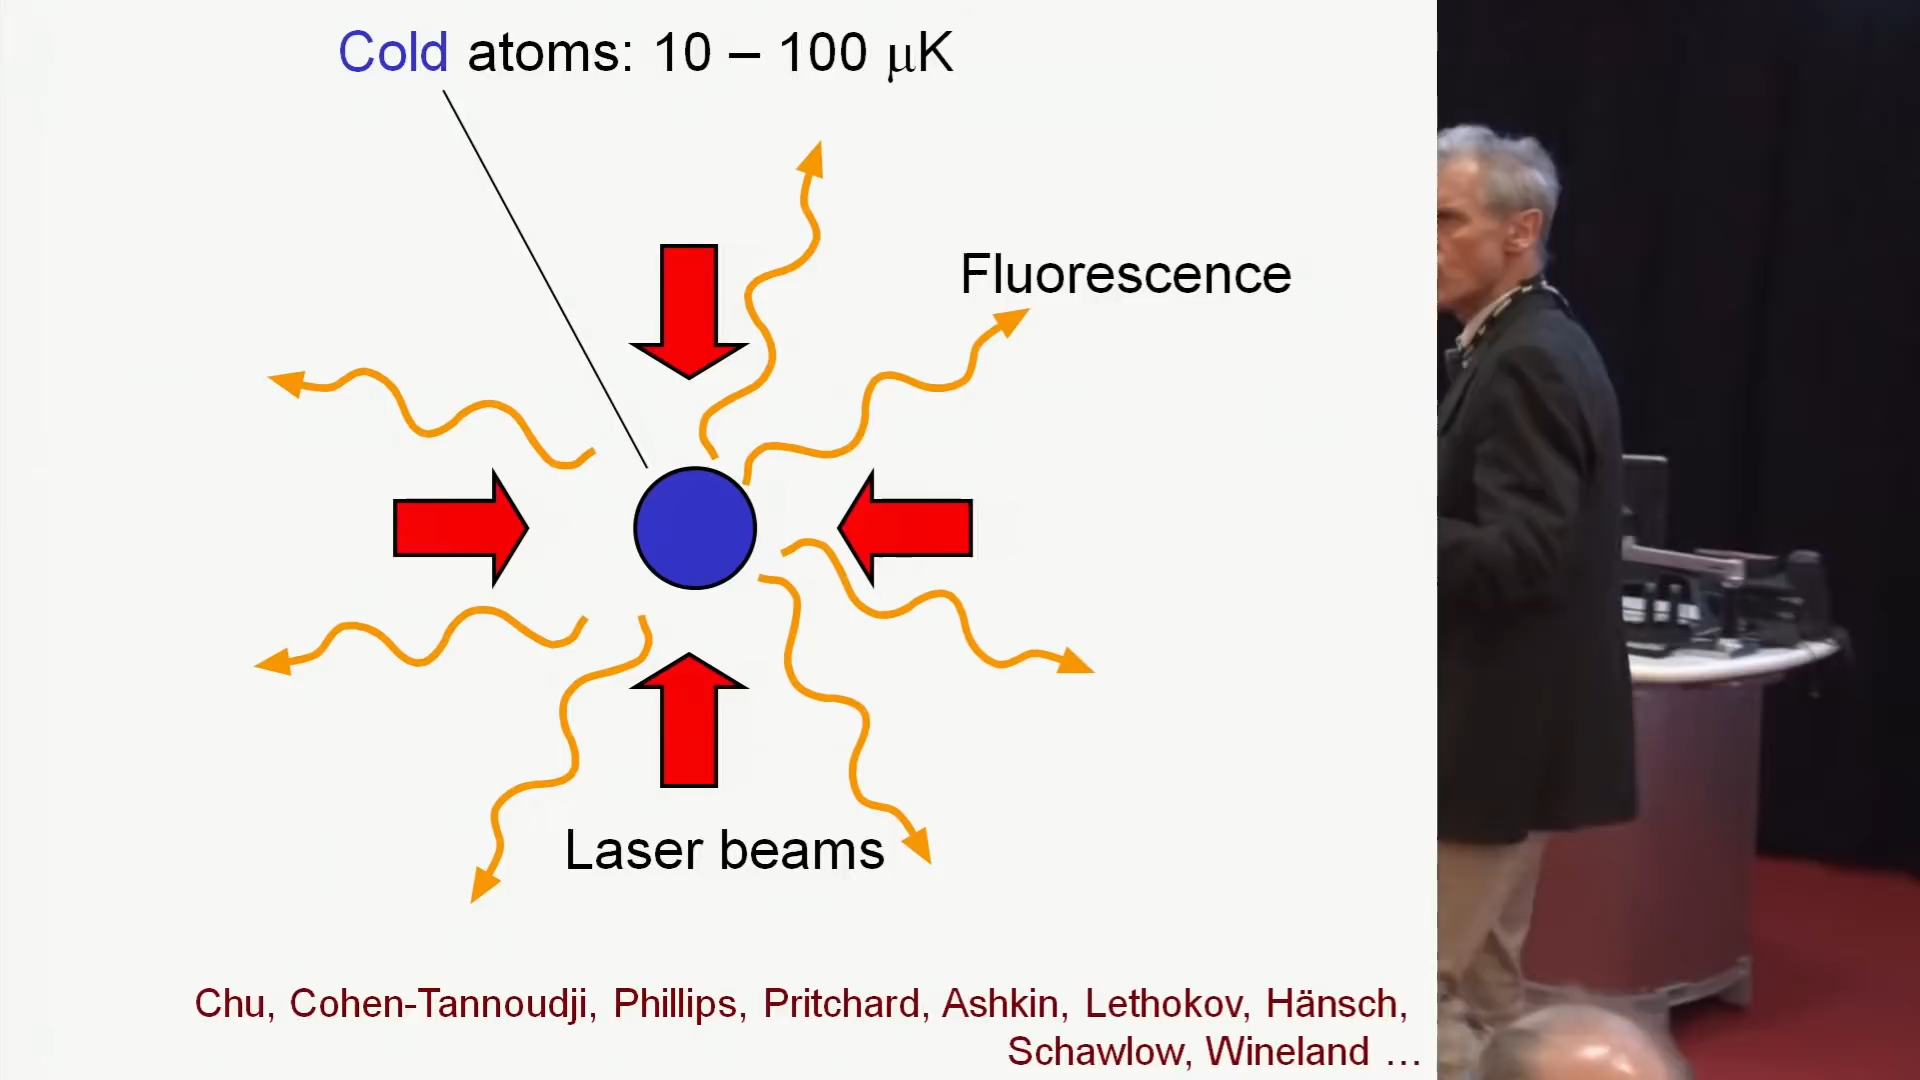 Cold atoms: 10 – 100 μK
Fluorescence
Laser beams
Chu, Cohen-Tannoudji, Phillips, Pritchard, Ashkin, Lethokov, Hänsch,
Schawlow, Wineland ...